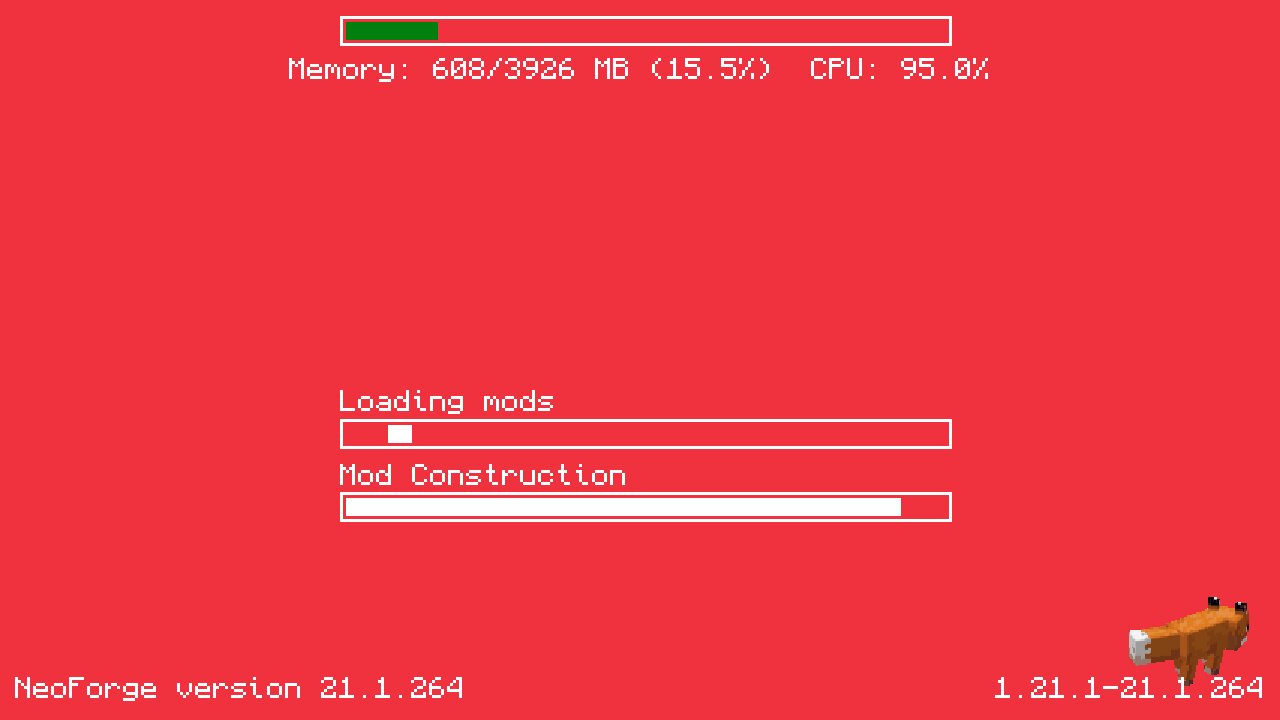 Memory: 608/3926 MB (15.5%)  CPU: 95.0%
Loading mods
Mod Construction
NeoForge version 21.1.264
1.21.1-21.1.264